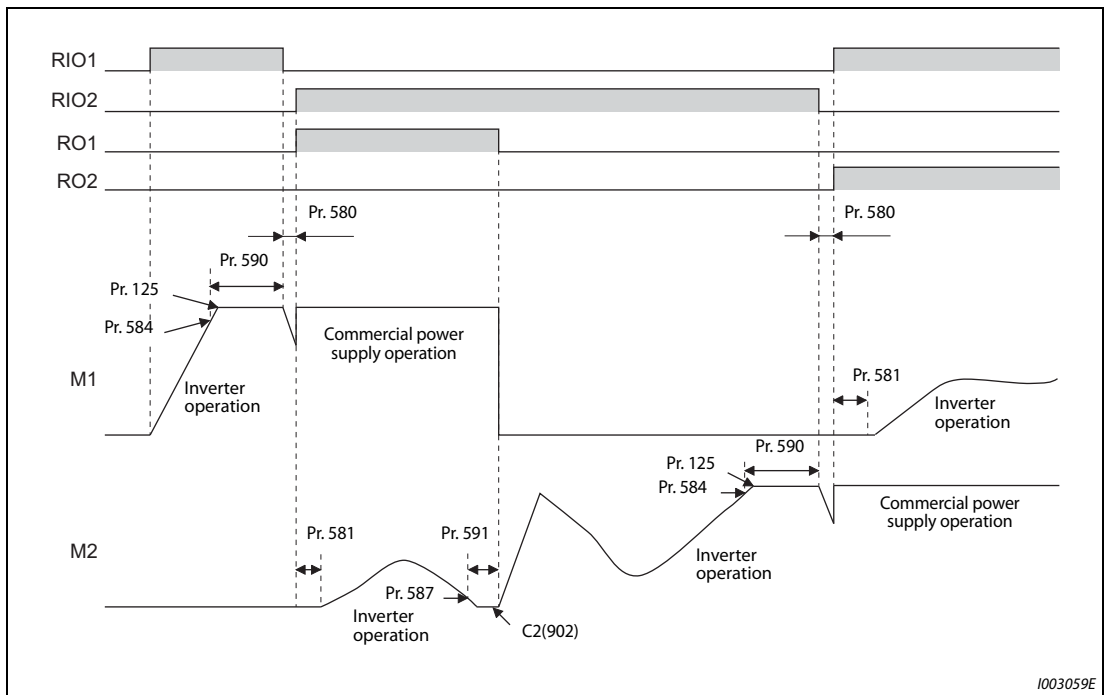 RIO1
RIO2
RO1
RO2
Pr. 580
Pr. 580
Pr. 590
Pr. 125
Pr. 584
Commercial power
supply operation
M1
Inverter
operation
Pr. 581
Inverter
operation
Pr. 590
Pr. 125
Pr. 584
Commercial power
supply operation
Pr. 581
Pr. 591
M2
Inverter
operation
Pr. 587
Inverter
operation
C2(902)
I003059E